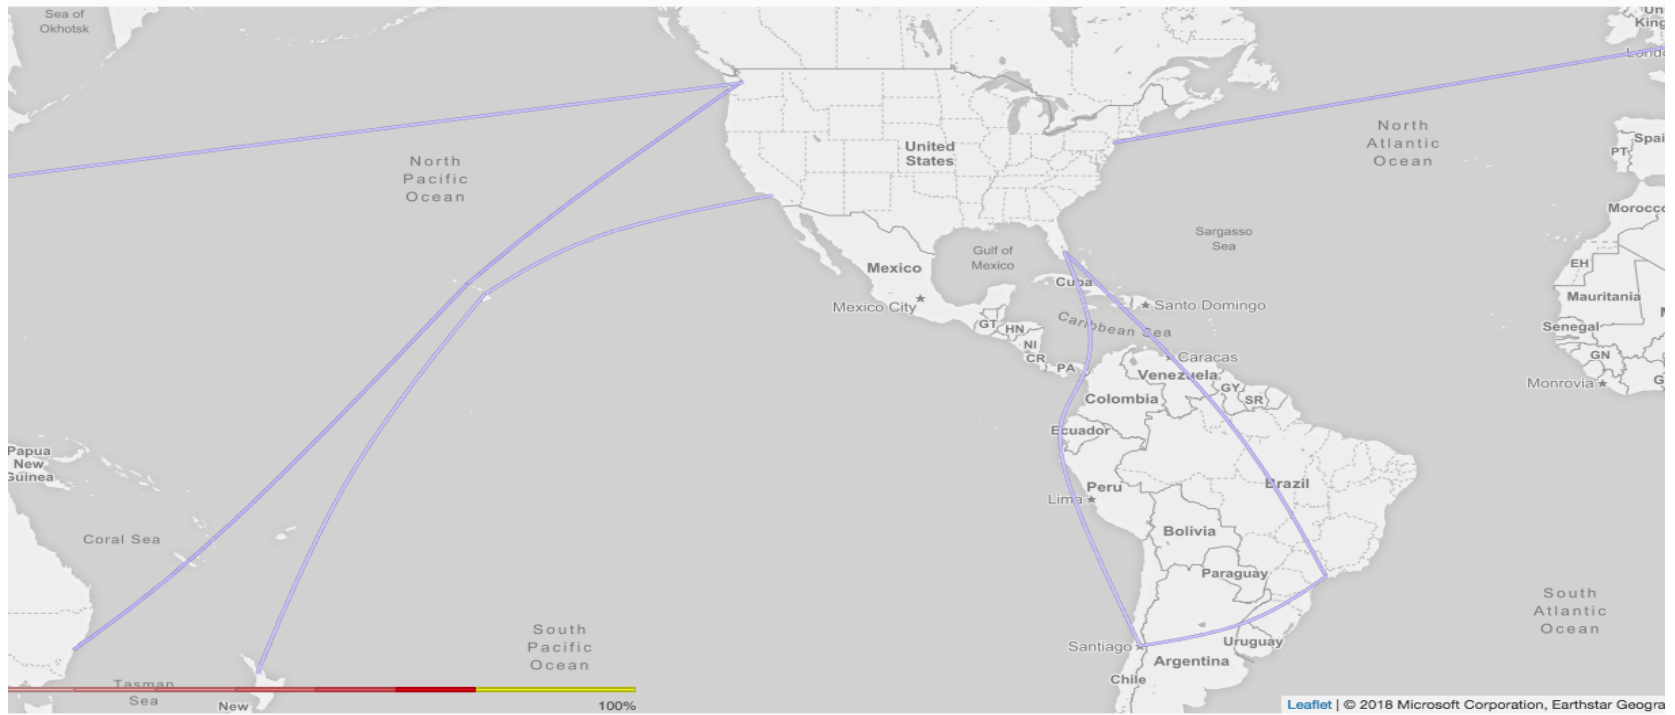 Sea of
Okhotsk
North
Pacific
Ocean
United
States
North
Atlantic
Ocean
Kin
PT
Spai
Morocc
Sargasso
Sea
Gulf of
Mexico
Mexico
Mexico City
Cuba
Santo Domingo
Caribbean Sea
GT
HN
NI
CR
PA
Caracas
Venezuela
GY
SR
Colombia
Ecuador
EH
Mauritania
M
Senegal
GN
Monrovia
G
Papua
New
Guinea
Coral Sea
Lima
Peru
Brazil
Bolivia
Paraguay
South
Pacific
Ocean
South
Atlantic
Ocean
Santiago
Uruguay
Argentina
Chile
Tasman
Sea
New
100%
Leaflet | © 2018 Microsoft Corporation, Earthstar Geogra